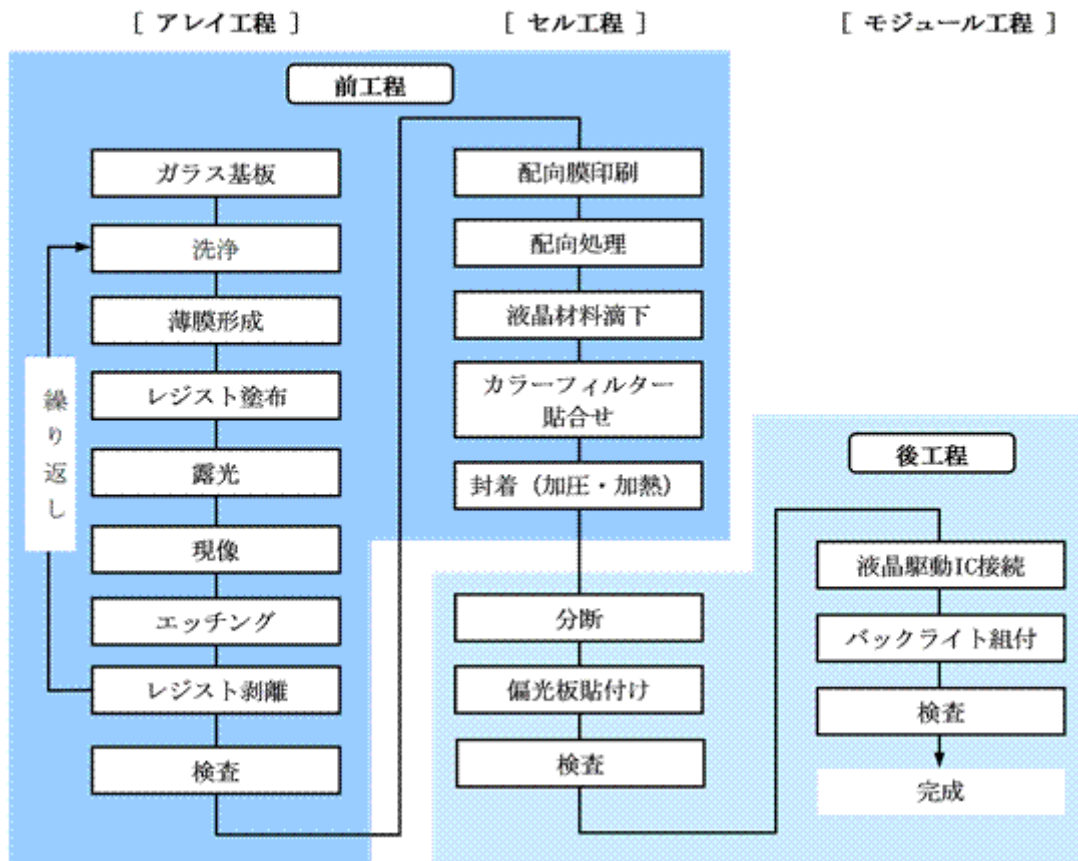 [ アレイ工程 ]
[ セル工程 ]
[ モジュール工程 ]
前工程
ガラス基板
洗浄
薄膜形成
レジスト塗布
露光
現像
エッチング
レジスト剥離
検査
繰り返し
配向膜印刷
配向処理
液晶材料滴下
カラーフィルター
貼合せ
封着（加圧・加熱）
分断
偏光板貼付け
検査
後工程
液晶駆動IC接続
バックライト組付
検査
完成